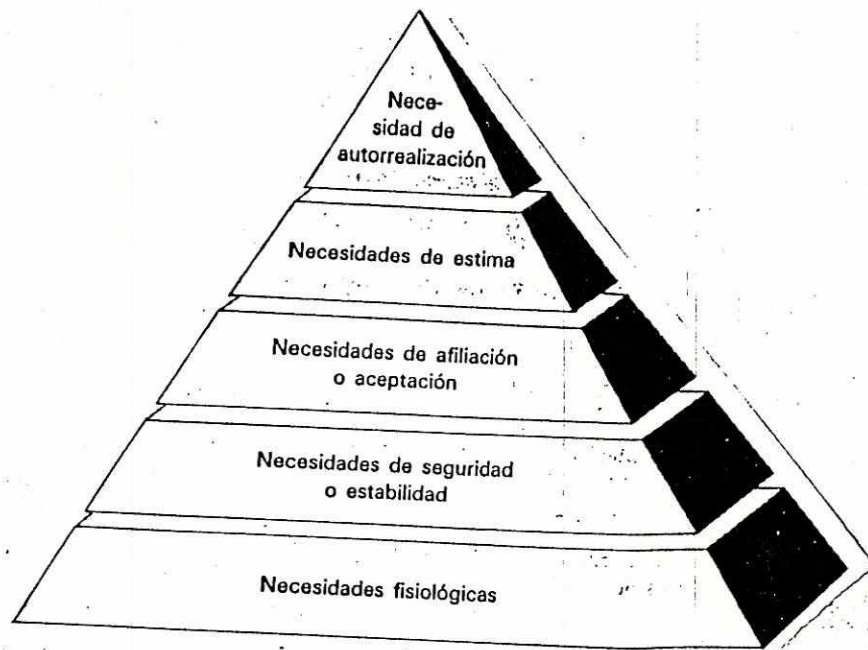 Nece-
sidad de
autorrealización
Necesidades de estima
Necesidades de afiliación
o aceptación
Necesidades de seguridad
o estabilidad
Necesidades fisiológicas